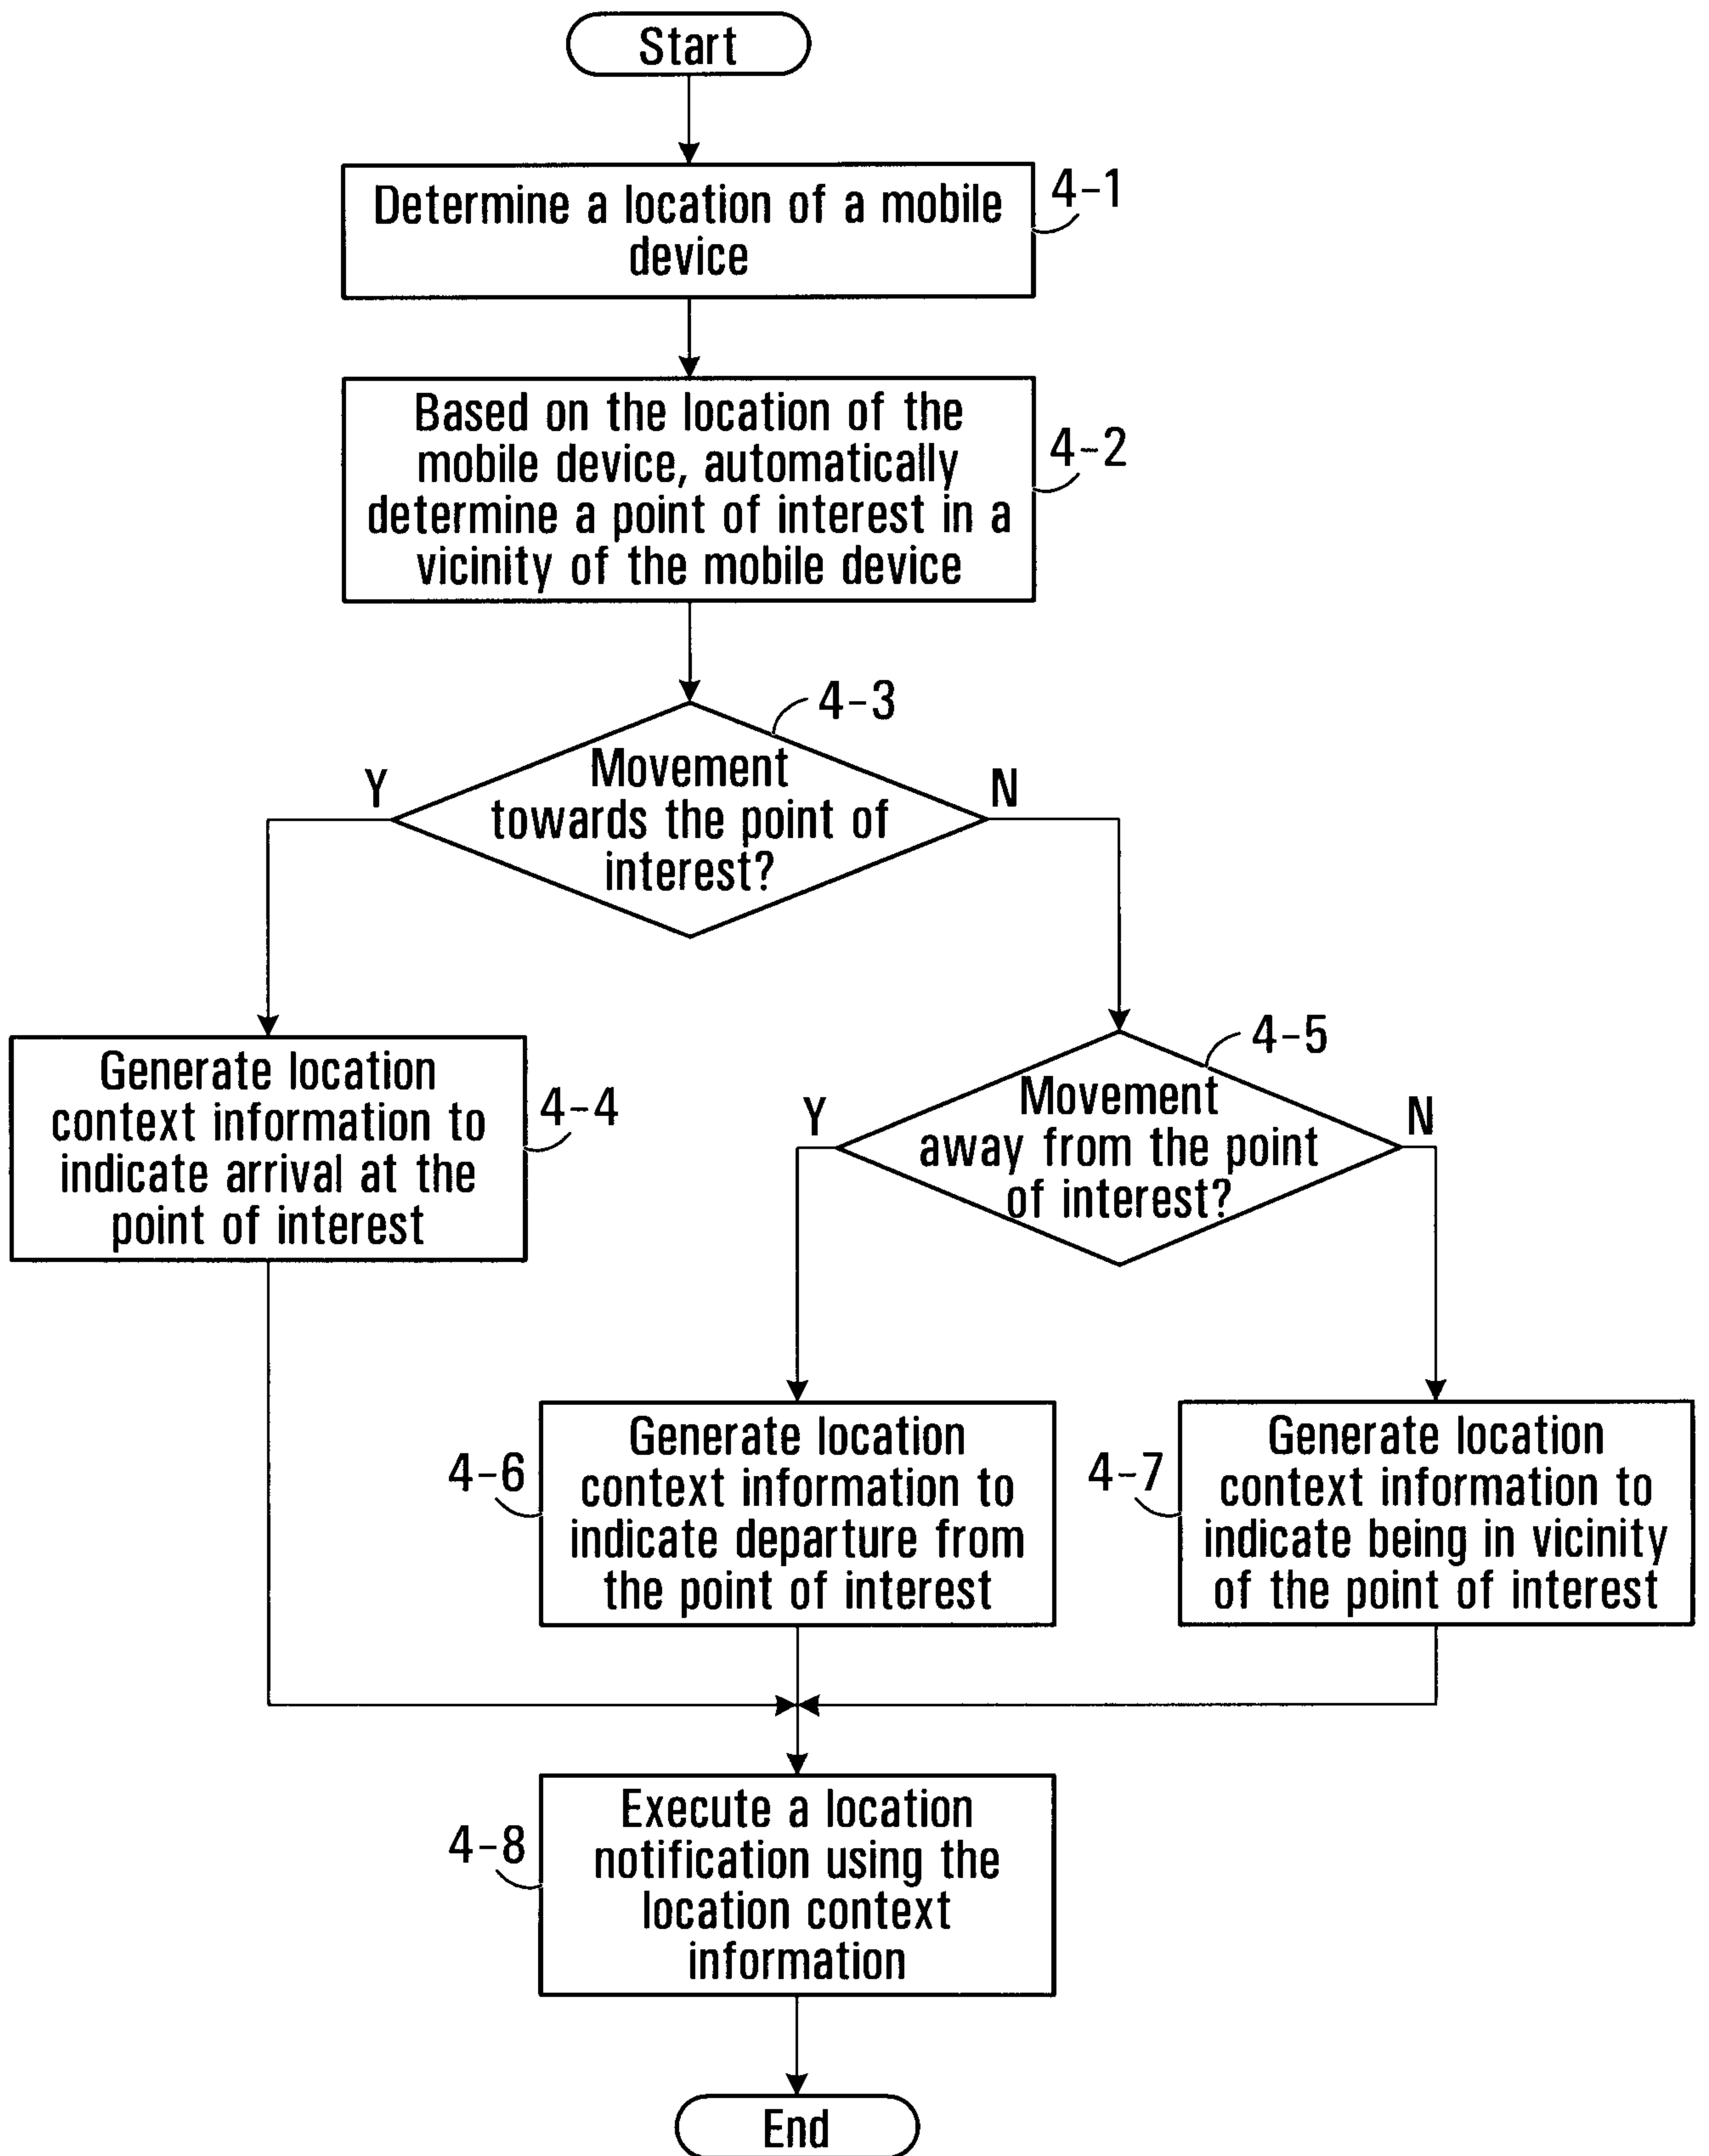 Start
Determine a location of a mobile
device
4-1
Based on the location of the
mobile device, automatically
determine a point of interest in a
vicinity of the mobile device
4-2
4-3
Movement
towards the point of
interest?
Y
N
Generate location
context information to
indicate arrival at the
point of interest
4-4
4-5
Movement
away from the point
of interest?
Y
N
4-6
Generate location
context information to
indicate departure from
the point of interest
4-7
Generate location
context information to
indicate being in vicinity
of the point of interest
4-8
Execute a location
notification using the
location context
information
End